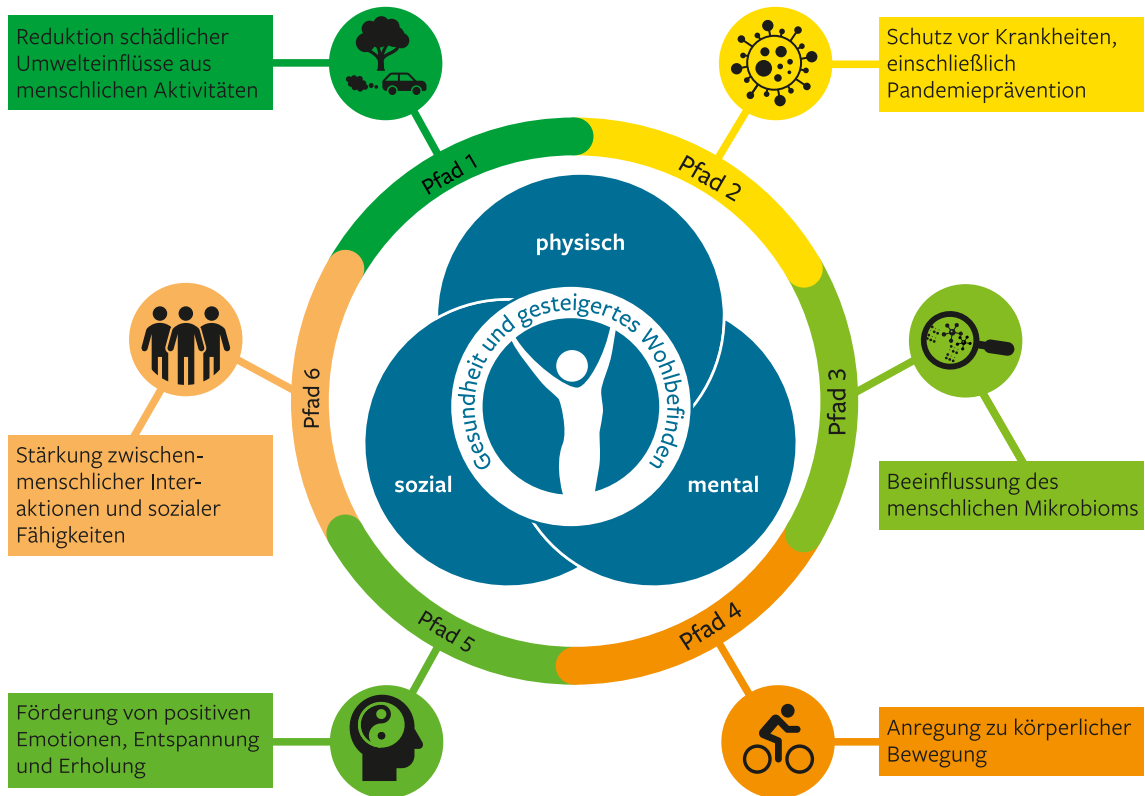 Reduktion schädlicher
Umwelteinflüsse aus
menschlichen Aktivitäten
Pfad 1
Schutz vor Krankheiten,
einschließlich
Pandemieprävention
Pfad 2
Beeinflussung des
menschlichen Mikrobioms
Pfad 3
Anregung zu körperlicher
Bewegung
Pfad 4
Förderung von positiven
Emotionen, Entspannung
und Erholung
Pfad 5
Stärkung zwischen-
menschlicher Inter-
aktionen und sozialer
Fähigkeiten
Pfad 6
physisch
Gesundheit und gesteigertes Wohlbefinden
sozial
mental